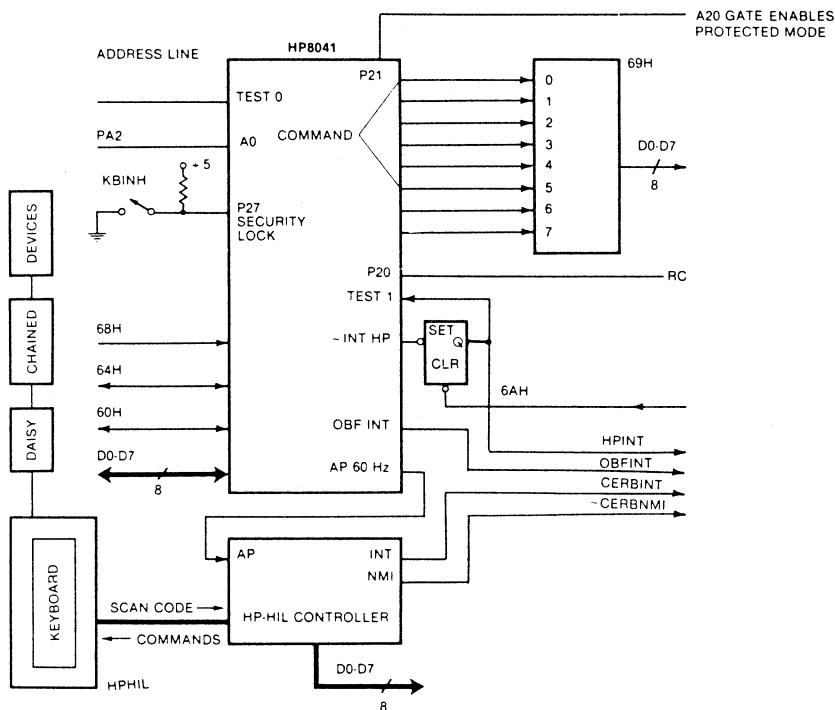 A20 GATE ENABLES
PROTECTED MODE
ADDRESS LINE
HP8041
69H
P21
TEST 0
0
1
2
3
4
5
6
7
COMMAND
D0-D7
8
PA2
A0
+5
KBINH
P27
SECURITY
LOCK
DEVICES
CHAINED
DAISY
P20
RC
TEST 1
68H
~INT HP
SET
Q
CLR
64H
6AH
60H
OBF INT
HPINT
D0-D7
8
AP 60 Hz
OBFINT
CERBINT
~CERBNMI
AP
INT
NMI
KEYBOARD
SCAN CODE
HP-HIL CONTROLLER
COMMANDS
HPHIL
D0-D7
8